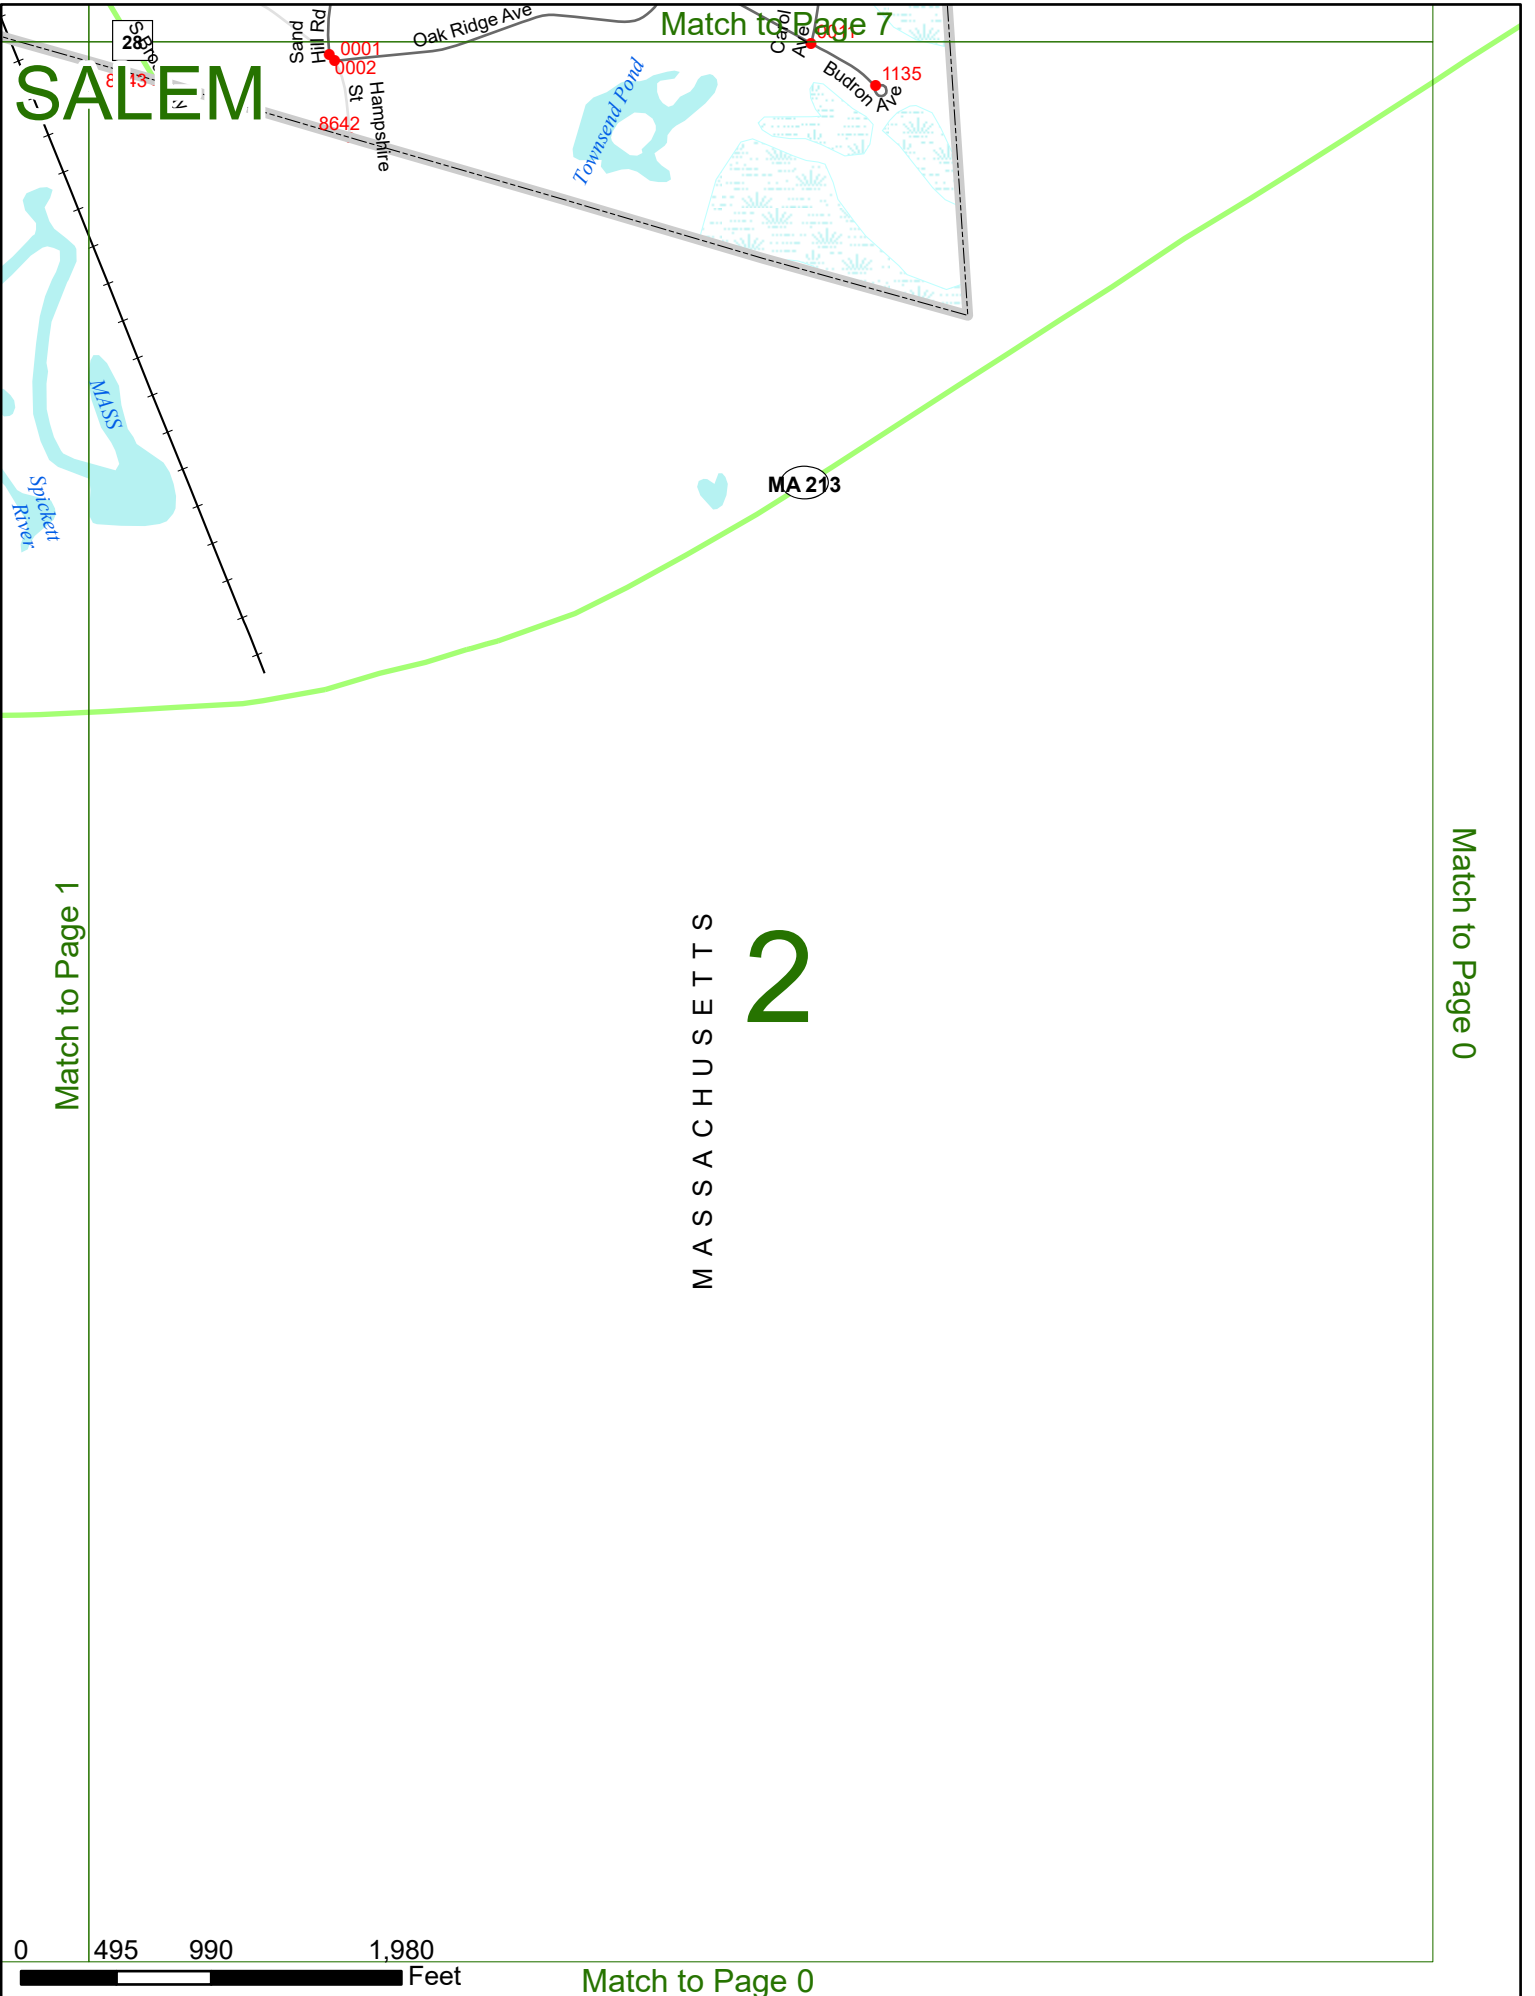 Match to Page 7
SALEM
28
Sand
Hill Rd
0001
0002
Oak Ridge Ave
St
Hampshire
8642
Townsend Pond
Carol
Ave
Budron Ave
1135
MASS
Spickett
River
MA 213
Match to Page 1
MASSACHUSETTS
2
Match to Page 0
0 495 990 1,980
Feet
Match to Page 0